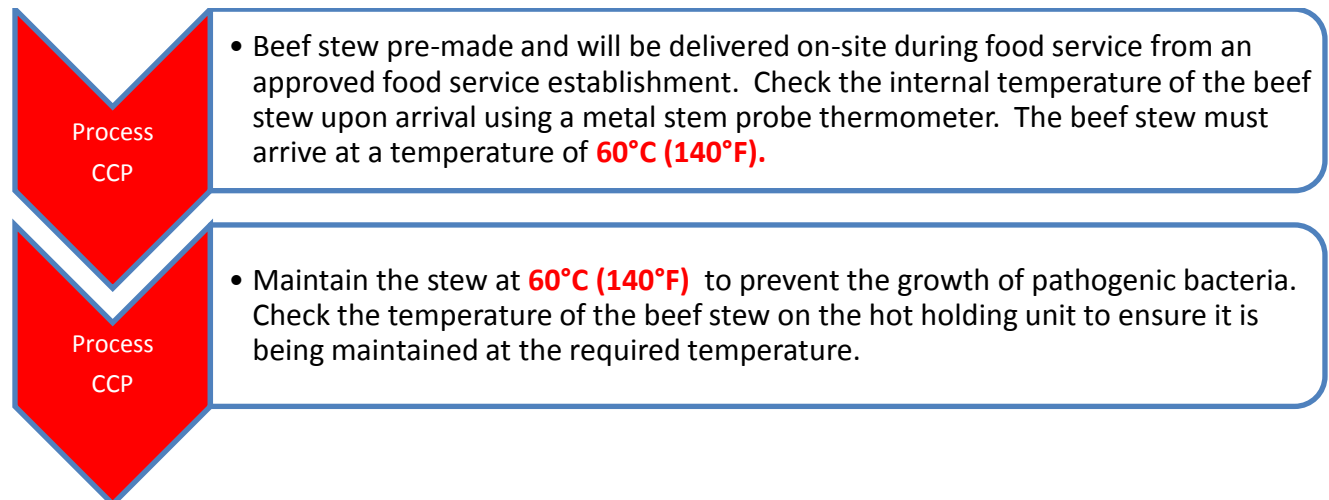 Process
CCP
• Beef stew pre-made and will be delivered on-site during food service from an
approved food service establishment.  Check the internal temperature of the beef
stew upon arrival using a metal stem probe thermometer.  The beef stew must
arrive at a temperature of 60°C (140°F).
Process
CCP
• Maintain the stew at 60°C (140°F)  to prevent the growth of pathogenic bacteria.
Check the temperature of the beef stew on the hot holding unit to ensure it is
being maintained at the required temperature.